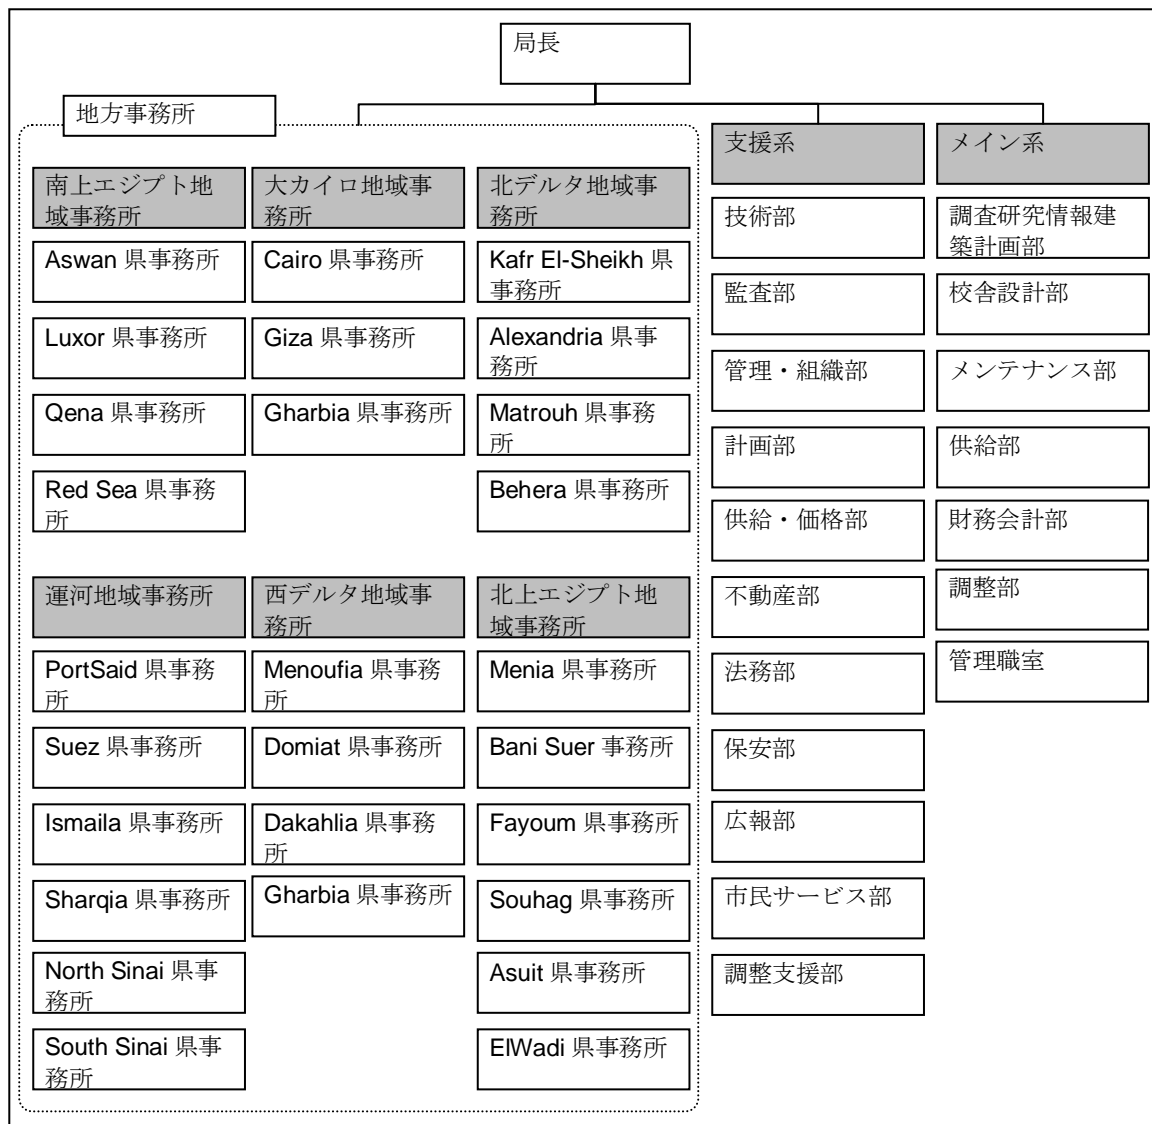 局長
地方事務所
南上エジプト地
域事務所
Aswan 県事務所
Luxor 県事務所
Qena 県事務所
Red Sea 県事務
所
大カイロ地域事
務所
Cairo 県事務所
Giza 県事務所
Gharbia 県事務所
北デルタ地域事
務所
Kafr El-Sheikh 県
事務所
Alexandria 県事
務所
Matrouh 県事務
所
Behera 県事務所
運河地域事務所
PortSaid 県事務
所
Suez 県事務所
Ismaila 県事務所
Sharqia 県事務所
North Sinai 県事
務所
South Sinai 県事
務所
西デルタ地域事
務所
Menoufia 県事務
所
Domiat 県事務所
Dakahlia 県事務
所
Gharbia 県事務所
北上エジプト地
域事務所
Menia 県事務所
Bani Suer 事務所
Fayoum 県事務所
Souhag 県事務所
Asuit 県事務所
ElWadi 県事務所
支援系
技術部
監査部
管理・組織部
計画部
供給・価格部
不動産部
法務部
保安部
広報部
市民サービス部
調整支援部
メイン系
調査研究情報建
築計画部
校舎設計部
メンテナンス部
供給部
財務会計部
調整部
管理職室